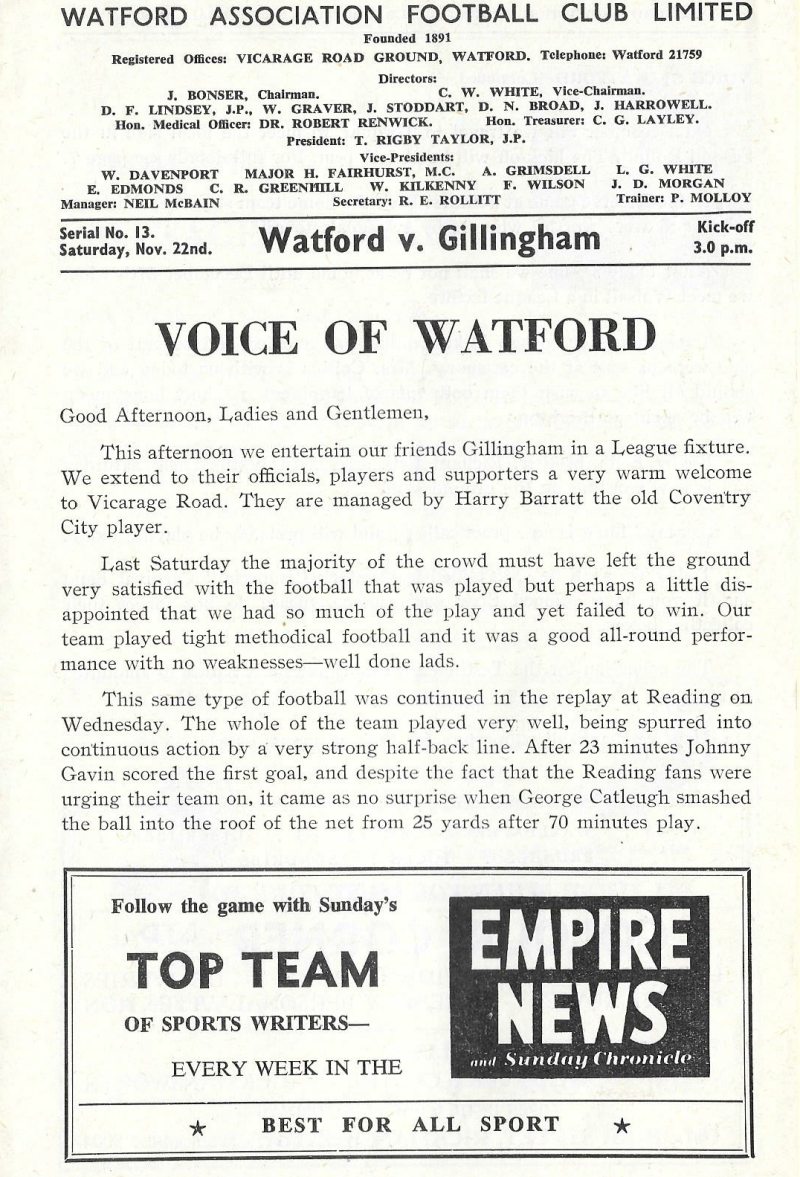 WATFORD ASSOCIATION FOOTBALL CLUB LIMITED
Founded 1891
Registered Offices: VICARAGE ROAD GROUND, WATFORD. Telephone: Watford 21759
Directors:
J. BONSER, Chairman. C. W. WHITE, Vice-Chairman.
D. F. LINDSEY, J.P., W. GRAVER, J. STODDART, D. N. BROAD, J. HARROWELL.
Hon. Medical Officer: DR. ROBERT RENWICK. Hon. Treasurer: C. G. LAYLEY.
President: T. RIGBY TAYLOR, J.P.
Vice-Presidents:
W. DAVENPORT MAJOR H. FAIRHURST, M.C. A. GRIMSDELL L. G. WHITE
E. EDMONDS C. R. GREENHILL W. KILKENNY F. WILSON J. D. MORGAN
Manager: NEIL McBAIN Secretary: R. E. ROLLITT Trainer: P. MOLLOY
Serial No. 13.
Saturday, Nov. 22nd.
Watford v. Gillingham
Kick-off
3.0 p.m.
VOICE OF WATFORD
Good Afternoon, Ladies and Gentlemen,
This afternoon we entertain our friends Gillingham in a League fixture.
We extend to their officials, players and supporters a very warm welcome
to Vicarage Road. They are managed by Harry Barratt the old Coventry
City player.
Last Saturday the majority of the crowd must have left the ground
very satisfied with the football that was played but perhaps a little dis-
appointed that we had so much of the play and yet failed to win. Our
team played tight methodical football and it was a good all-round perfor-
mance with no weaknesses—well done lads.
This same type of football was continued in the replay at Reading on
Wednesday. The whole of the team played very well, being spurred into
continuous action by a very strong half-back line. After 23 minutes Johnny
Gavin scored the first goal, and despite the fact that the Reading fans were
urging their team on, it came as no surprise when George Catleugh smashed
the ball into the roof of the net from 25 yards after 70 minutes play.
Follow the game with Sunday's
TOP TEAM
OF SPORTS WRITERS—
EVERY WEEK IN THE
EMPIRE
NEWS
and Sunday Chronicle
★ BEST FOR ALL SPORT ★